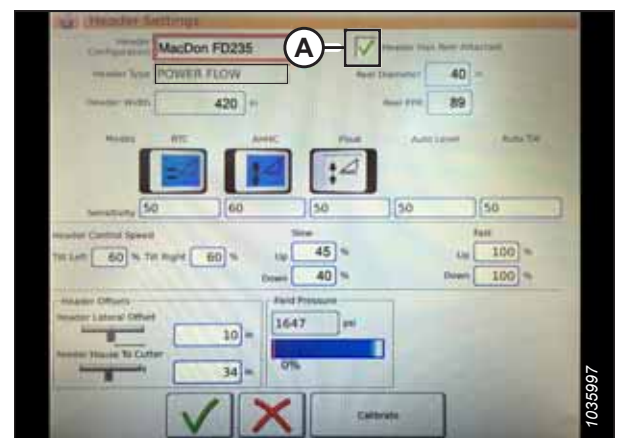 Header Settings
Header Configuration MacDon FD235 A Header Has Reel Attached
Header Type POWER FLOW Reel Diameter 40 in
Header Width 420 in Reel PPR 89
Modes RTC AHHC Float Auto Level Auto Tilt
Sensitivity 50 60 50 50 50
Header Control Speed Slow Fast
Tilt Left 60 % Tilt Right 60 % Up 45 % Up 100 %
Down 40 % Down 100 %
Header Offsets Field Pressure
Header Lateral Offset 1647 psi
10 in
Feeder House To Cutter 0%
34 in
Calibrate
1035997